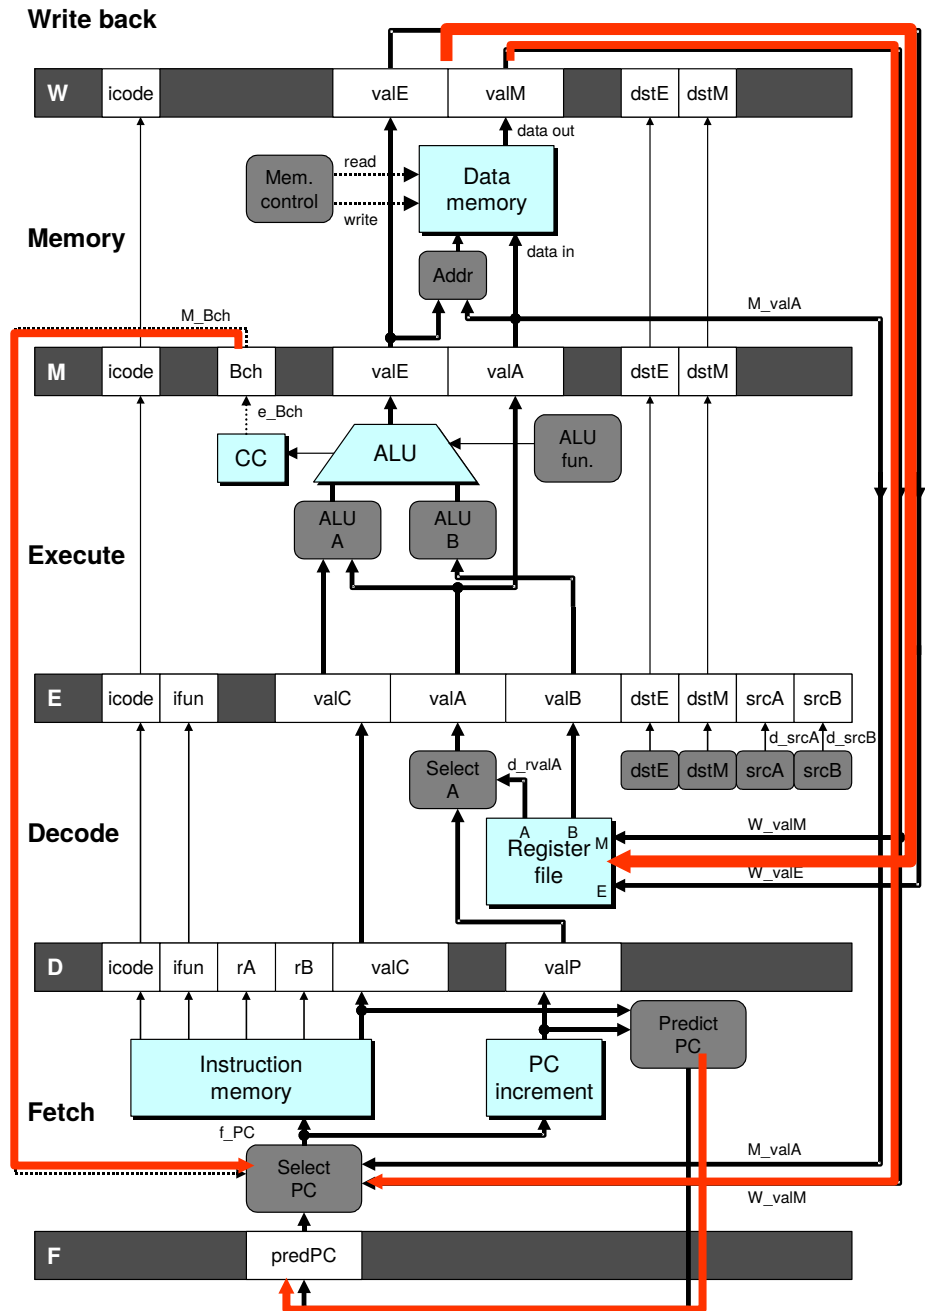 Write back
W
icode
valE
valM
dstE
dstM
data out
read
Mem.
control
Data
memory
write
Memory
data in
Addr
M_valA
M_Bch
M
icode
Bch
valE
valA
dstE
dstM
e_Bch
CC
ALU
ALU
fun.
ALU
A
ALU
B
Execute
E
icode
ifun
valC
valA
valB
dstE
dstM
srcA
srcB
d_srcA
d_srcB
Select
A
d_rvalA
dstE
dstM
srcA
srcB
Decode
A
B
M
Register
file
E
W_valM
W_valE
D
icode
ifun
rA
rB
valC
valP
Predict
PC
Instruction
memory
PC
increment
Fetch
f_PC
Select
PC
M_valA
W_valM
F
predPC